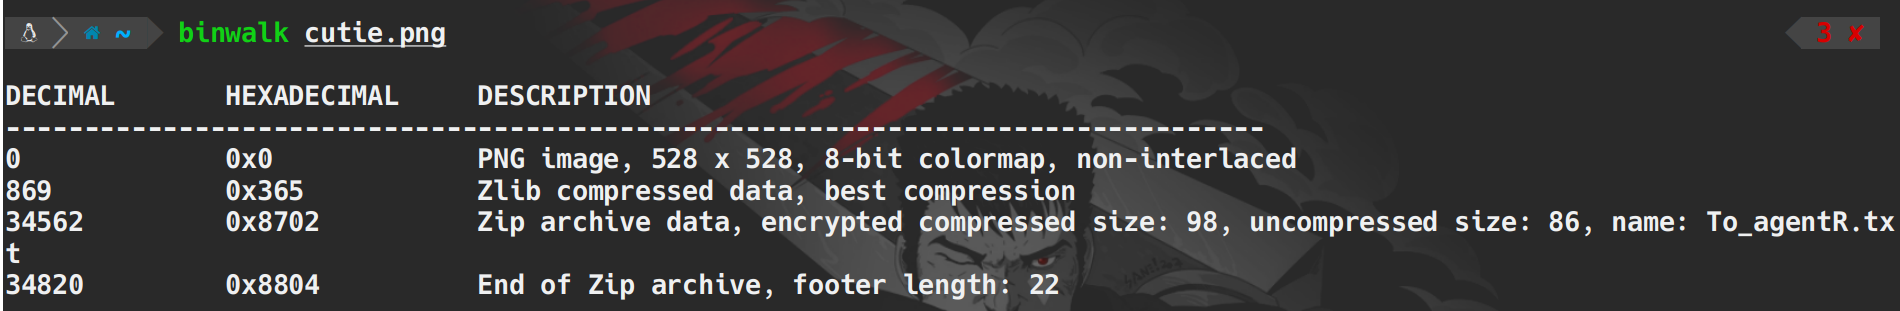 ~ binwalk cutie.png 3 ✘
DECIMAL HEXADECIMAL DESCRIPTION
--------------------------------------------------------------------------------
0 0x0 PNG image, 528 x 528, 8-bit colormap, non-interlaced
869 0x365 Zlib compressed data, best compression
34562 0x8702 Zip archive data, encrypted compressed size: 98, uncompressed size: 86, name: To_agentR.tx
t
34820 0x8804 End of Zip archive, footer length: 22